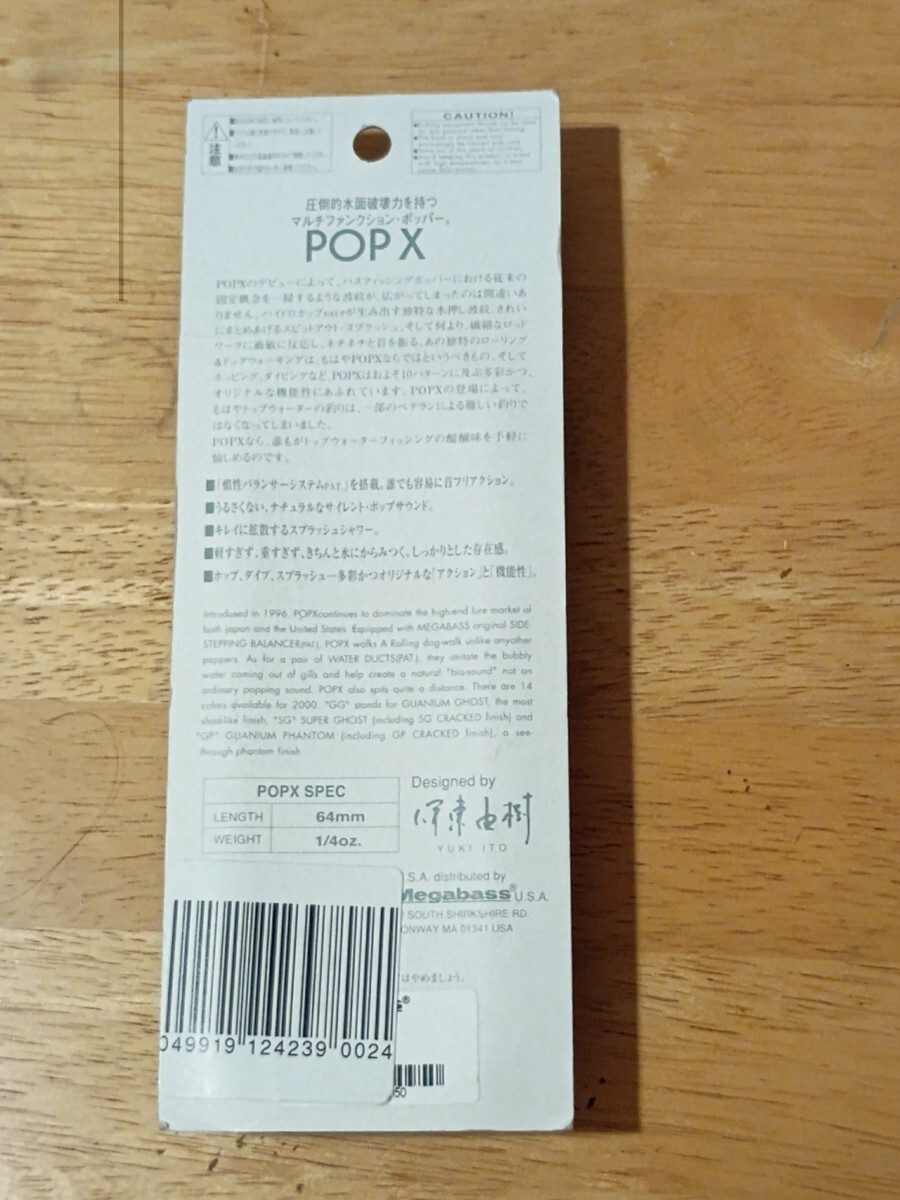 注意
CAUTION!
圧倒的水面破壊力を持つ
マルチファンクション・ポッパー。
POP X
POPXのデビューによって、バスフィッシングポッパーにおける従来の
固定概念を一掃するような波紋が、広がってしまったのは間違いあ
りません。ハイドロカップが生み出す独特な水押し波紋、きれい
にまとめあげるスピットアウト・スプラッシュ、そして何より、繊細なロッド
ワークに過敏に反応し、ネチネチと首を振る、あの独特のローリング
&ドッグウォーキングは、もはやPOPXならではというべきもの。そして
ホッピング、ダイビングなど、POPXはおよそ10パターンに及ぶ多彩かつ、
オリジナルな機能性にあふれています。POPXの登場によって、
もはやトップウォーターの釣りは、一部のベテランによる難しい釣りで
はなくなってしまいました。
POPXなら、誰もがトップウォーターフィッシングの醍醐味を手軽に
愉しめるのです。
■「慣性バランサーシステムPAT.」を搭載。誰でも容易に首フリアクション。
■うるさくない、ナチュラルなサイレント・ポップサウンド。
■キレイに拡散するスプラッシュシャワー。
■軽すぎず、重すぎず、きちんと水にからみつく。しっかりとした存在感。
■ホップ、ダイブ、スプラッシュ…多彩かつオリジナルな「アクション」と「機能性」。
Introdused in 1996, POPXcontinues to dominate the high-end lure market of
both japan and the United States. Equipped with MEGABASS original SIDE-
STEPPING BALANCER(PAT.), POPX walks A Rolling dog-walk unlike anyother
poppers. As for a pair of WATER DUCTS(PAT.), they imitate the bubbly
water coming out of gills and help create a natural "bio-sound" not an
ordinary popping sound. POPX also spits quite a distance. There are 14
colors available for 2000. "GG" stands for GUANIUM GHOST, the most
shad-like finish, "SG" SUPER GHOST (including SG CRACKED finish) and
"GP" GUANIUM PHANTOM (including GP CRACKED finish), a see-
through phantom finish.
POPX SPEC
LENGTH 64mm
WEIGHT 1/4oz.
Designed by
伊東由樹
YUKI ITO
.S.A. distributed by
Megabass® U.S.A.
SOUTH SHIRKSHIRE RD.
ONWAY MA 01341 USA
はやめましょう。
®
049919 124239 0024
50